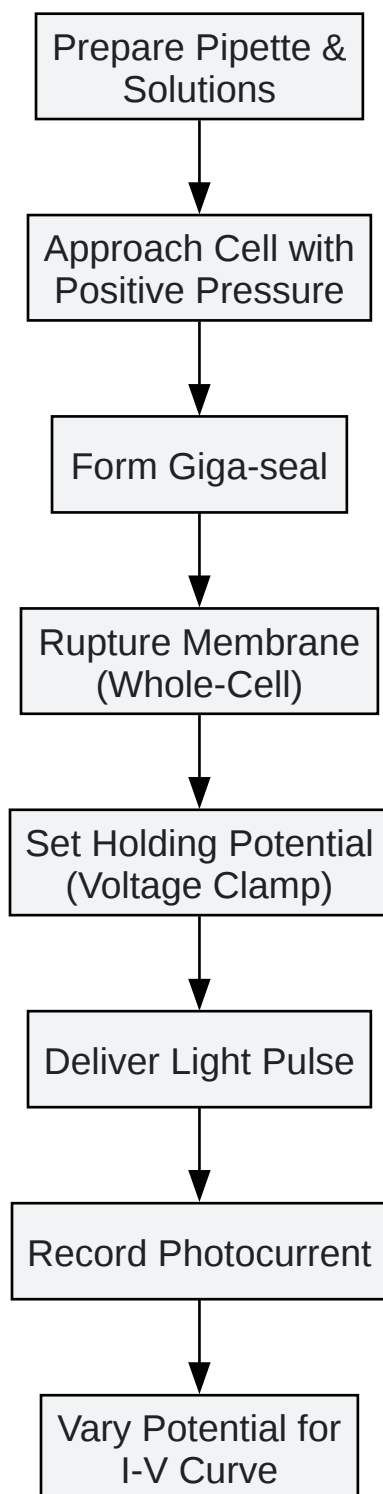 Prepare Pipette &
Solutions
Approach Cell with
Positive Pressure
Form Giga-seal
Rupture Membrane
(Whole-Cell)
Set Holding Potential
(Voltage Clamp)
Deliver Light Pulse
Record Photocurrent
Vary Potential for
I-V Curve